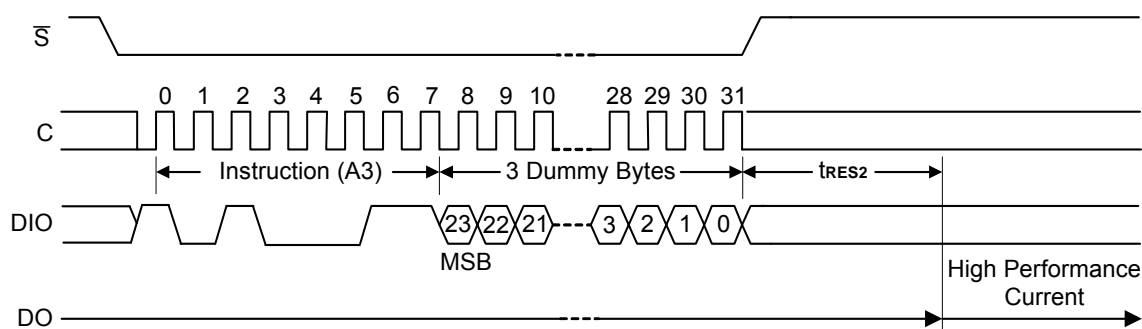 S
0 1 2 3 4 5 6 7 8 9 10 28 29 30 31
C
Instruction (A3) 3 Dummy Bytes tRES2
DIO 23 22 21 3 2 1 0
MSB
High Performance
Current
DO